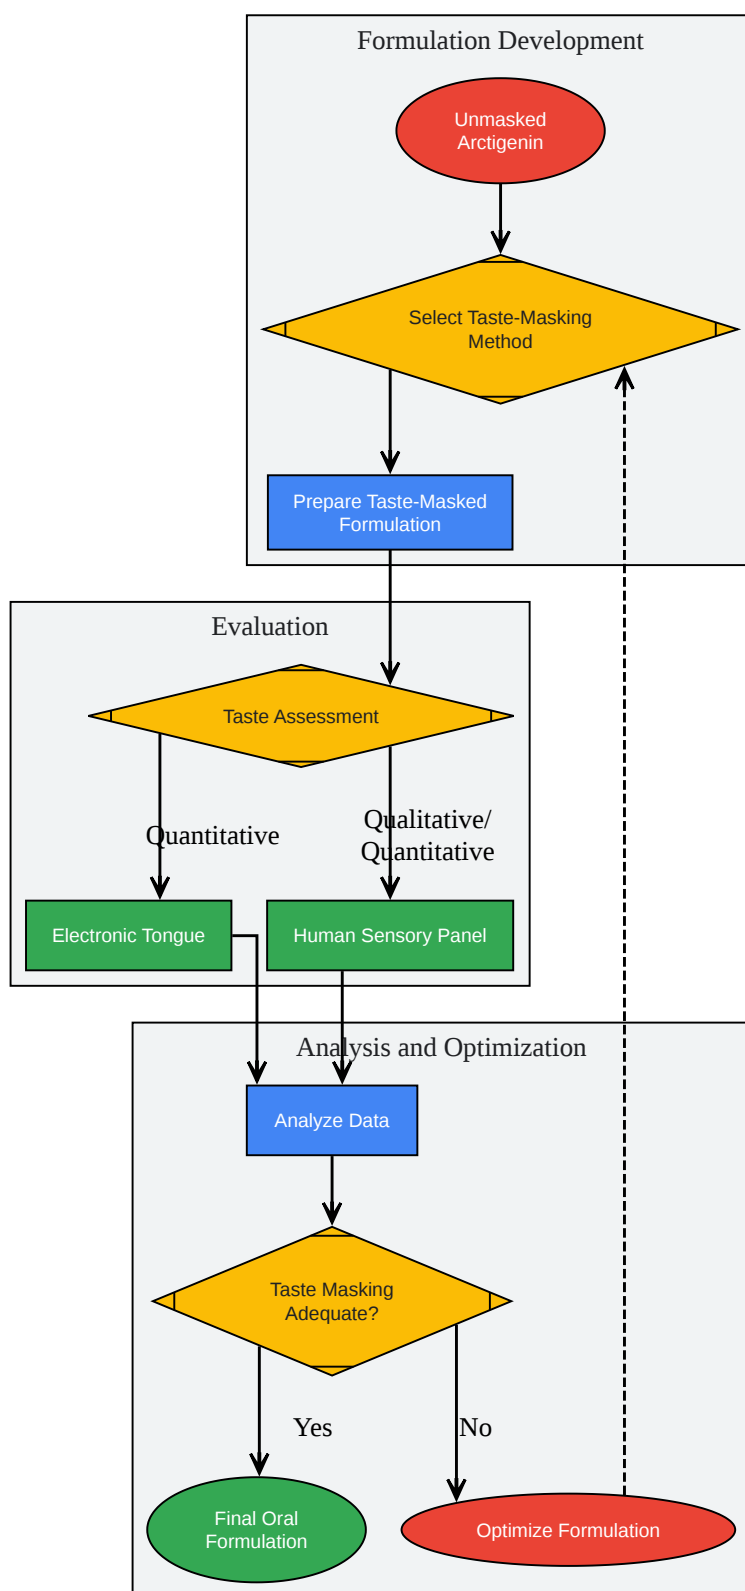 Formulation Development
Unmasked
Arctigenin
Select Taste-Masking
Method
Prepare Taste-Masked
Formulation
Evaluation
Taste Assessment
Quantitative
Qualitative/
Quantitative
Electronic Tongue
Human Sensory Panel
Analysis and Optimization
Analyze Data
Taste Masking
Adequate?
Yes
No
Final Oral
Formulation
Optimize Formulation